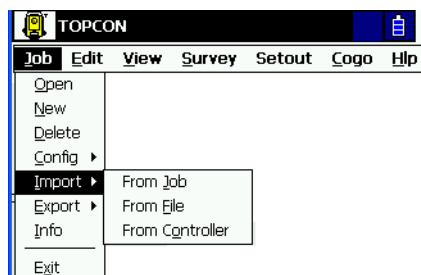 TOPCON
Job Edit View Survey Setout Cogo Hlp
Open
New
Delete
Config
Import From Job
Export From File
Info From Controller
Exit